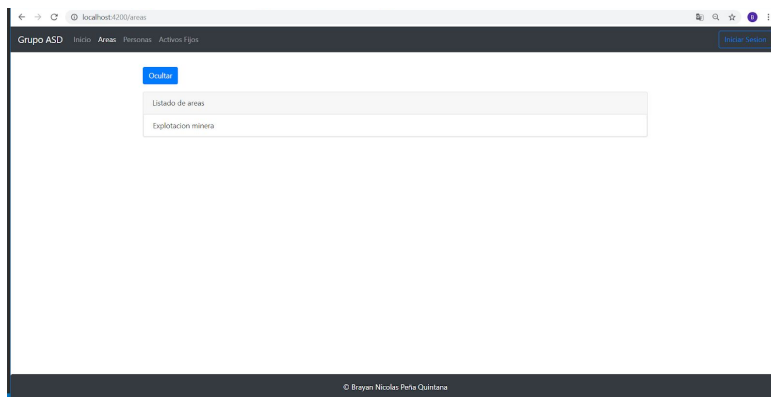 localhost:4200/areas
B
Grupo ASD Inicio Areas Personas Activos Fijos Iniciar Sesion
Ocultar
Listado de areas
Explotacion minera
© Brayan Nicolas Peña Quintana